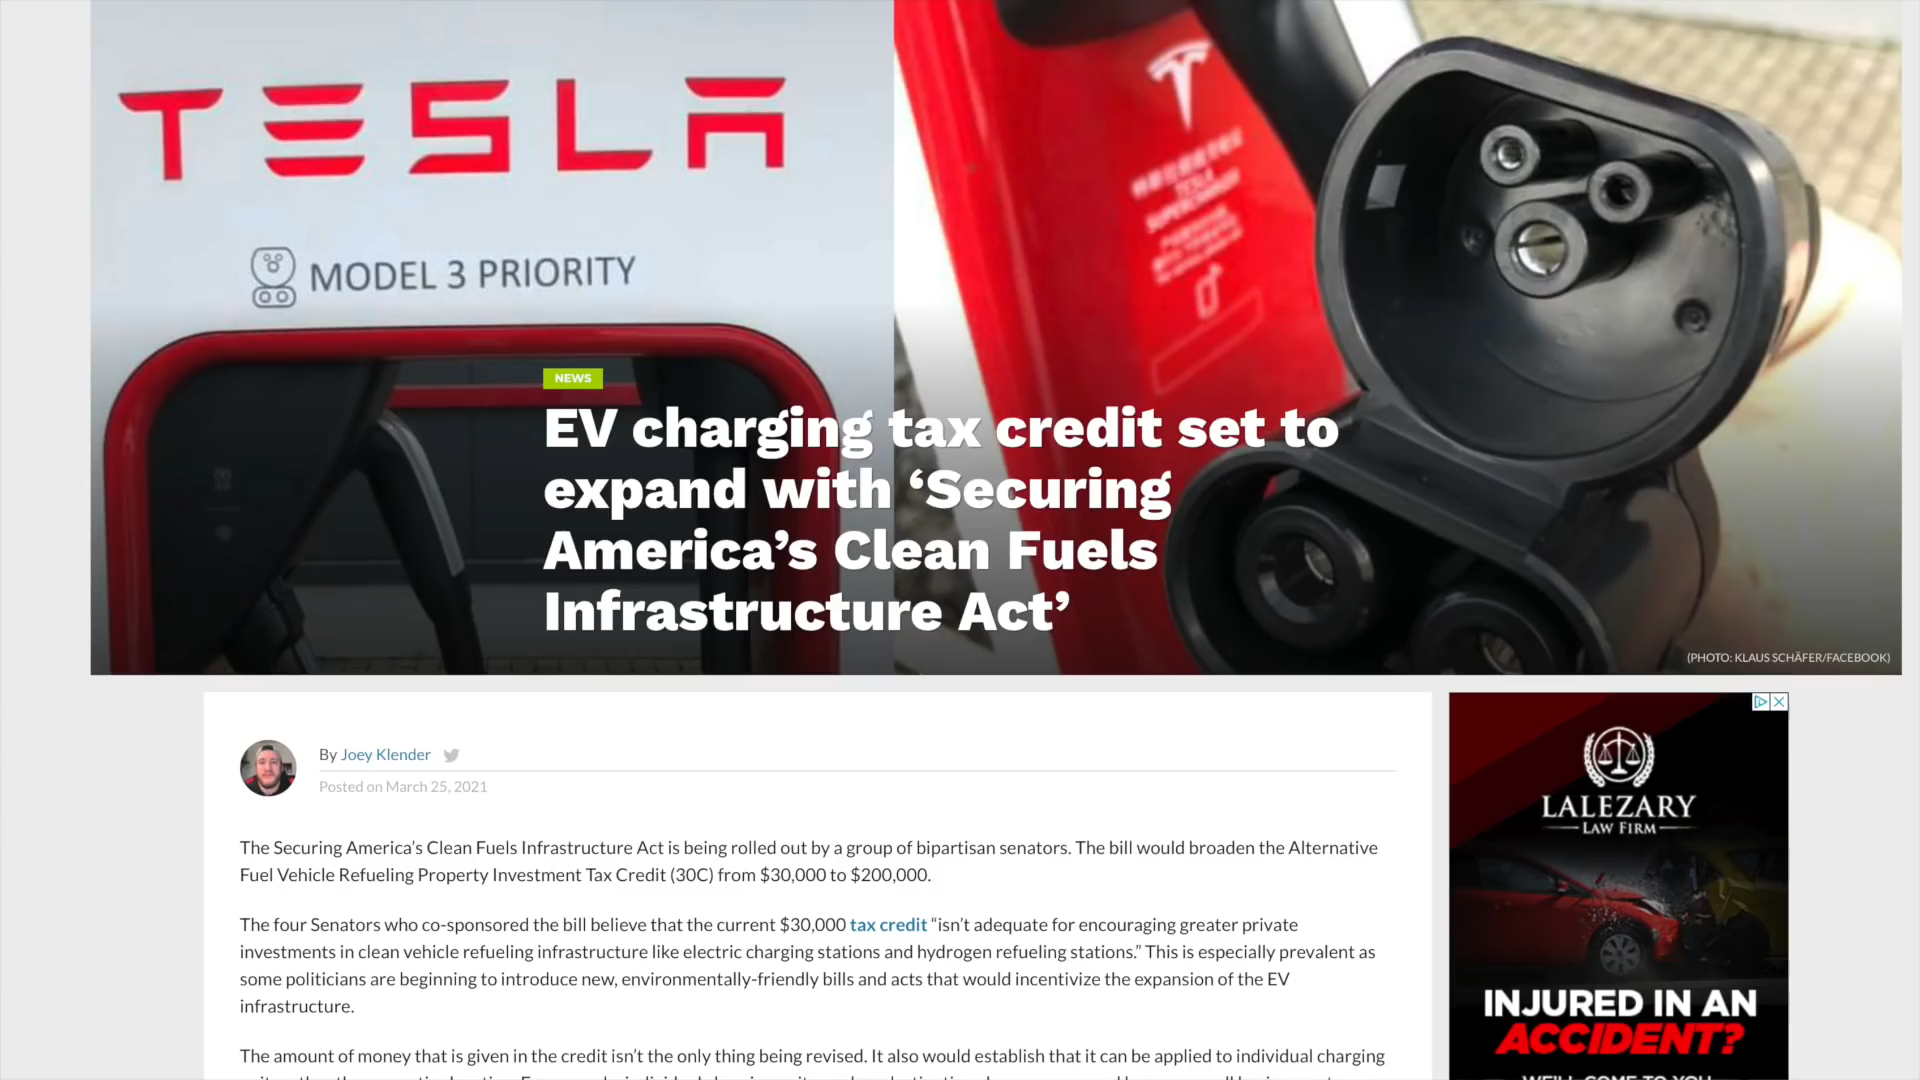 TESLA
MODEL 3 PRIORITY
TESLA
SUPERCHARGER
NEWS
EV charging tax credit set to
expand with ‘Securing
America’s Clean Fuels
Infrastructure Act’
(PHOTO: KLAUS SCHÄFER/FACEBOOK)
By Joey Klender
Posted on March 25, 2021
The Securing America’s Clean Fuels Infrastructure Act is being rolled out by a group of bipartisan senators. The bill would broaden the Alternative
Fuel Vehicle Refueling Property Investment Tax Credit (30C) from $30,000 to $200,000.
The four Senators who co-sponsored the bill believe that the current $30,000 tax credit “isn’t adequate for encouraging greater private
investments in clean vehicle refueling infrastructure like electric charging stations and hydrogen refueling stations.” This is especially prevalent as
some politicians are beginning to introduce new, environmentally-friendly bills and acts that would incentivize the expansion of the EV
infrastructure.
The amount of money that is given in the credit isn’t the only thing being revised. It also would establish that it can be applied to individual charging
LALEZARY
LAW FIRM
INJURED IN AN
ACCIDENT?
WE'LL COME TO YOU